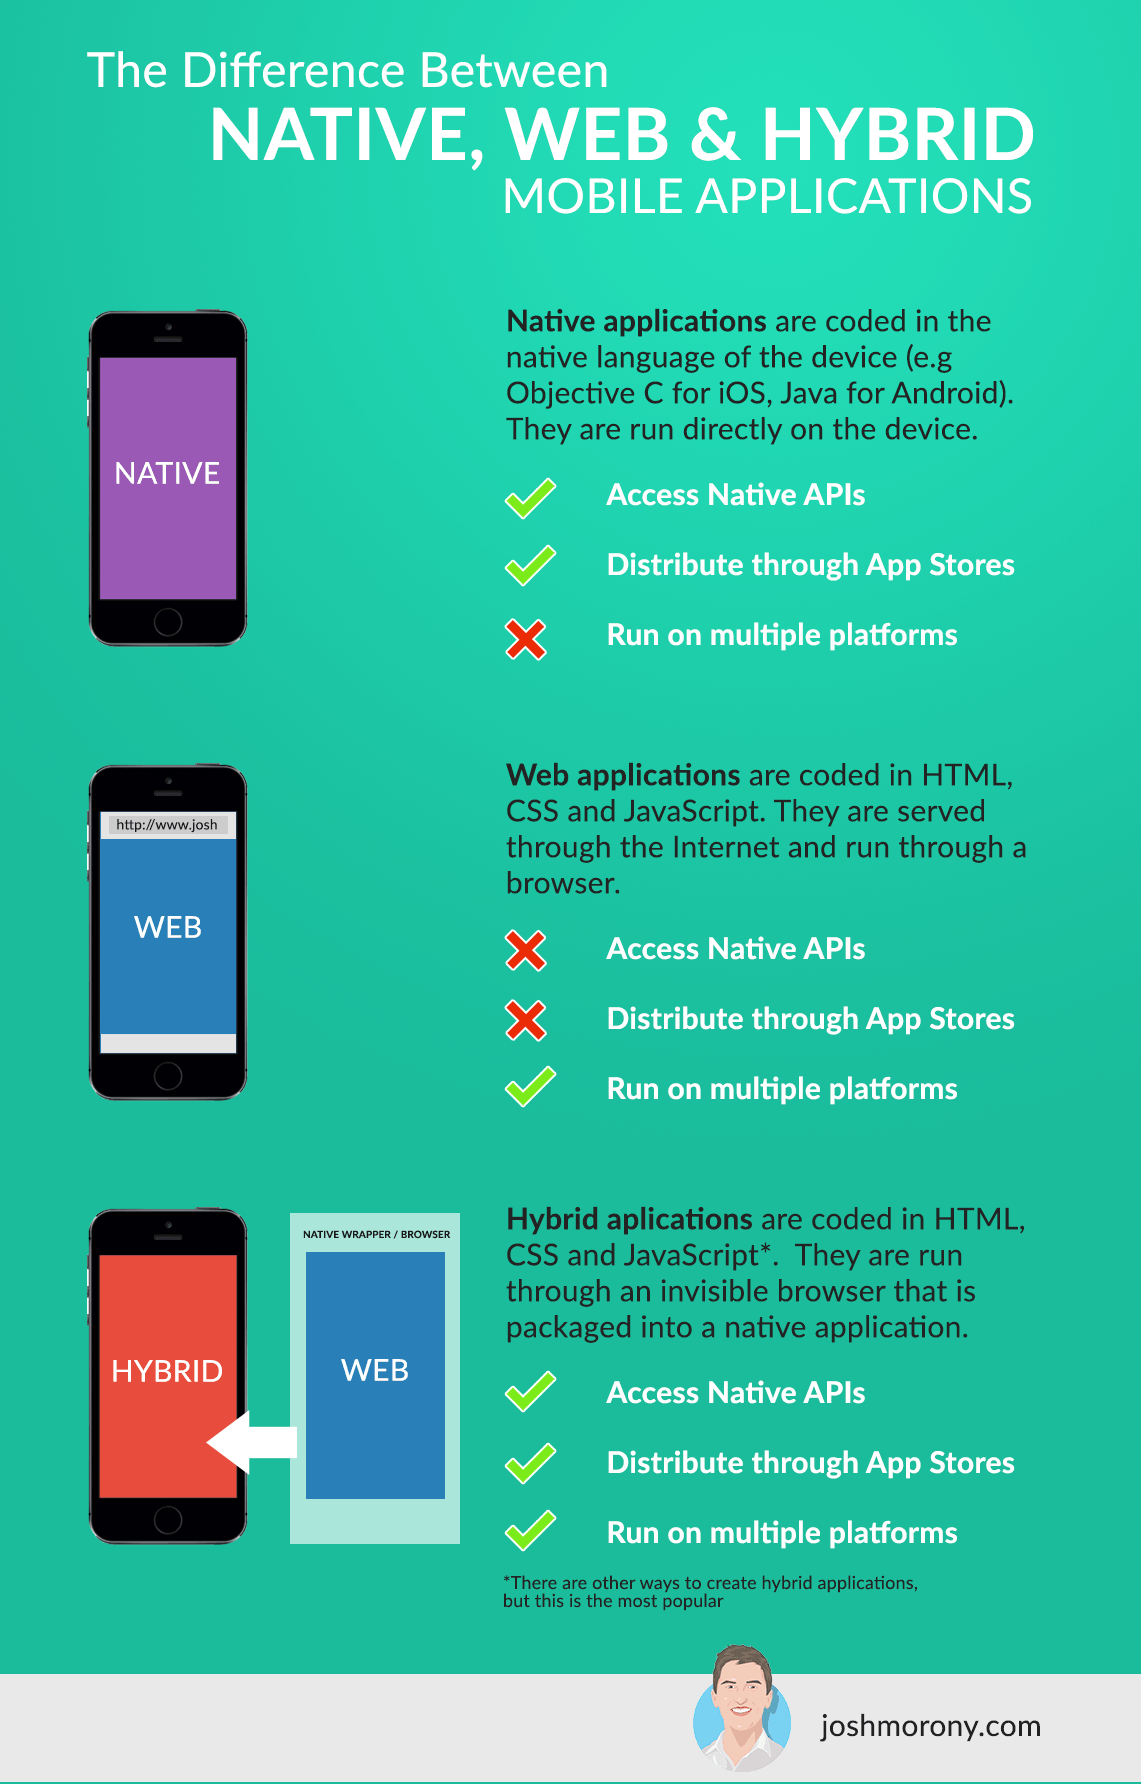 The Difference Between
NATIVE, WEB & HYBRID
MOBILE APPLICATIONS
NATIVE
Native applications are coded in the
native language of the device (e.g
Objective C for iOS, Java for Android).
They are run directly on the device.
Access Native APIs
Distribute through App Stores
Run on multiple platforms
http://www.josh
WEB
Web applications are coded in HTML,
CSS and JavaScript. They are served
through the Internet and run through a
browser.
Access Native APIs
Distribute through App Stores
Run on multiple platforms
HYBRID
NATIVE WRAPPER / BROWSER
WEB
Hybrid aplications are coded in HTML,
CSS and JavaScript*. They are run
through an invisible browser that is
packaged into a native application.
Access Native APIs
Distribute through App Stores
Run on multiple platforms
*There are other ways to create hybrid applications,
but this is the most popular
joshmorony.com